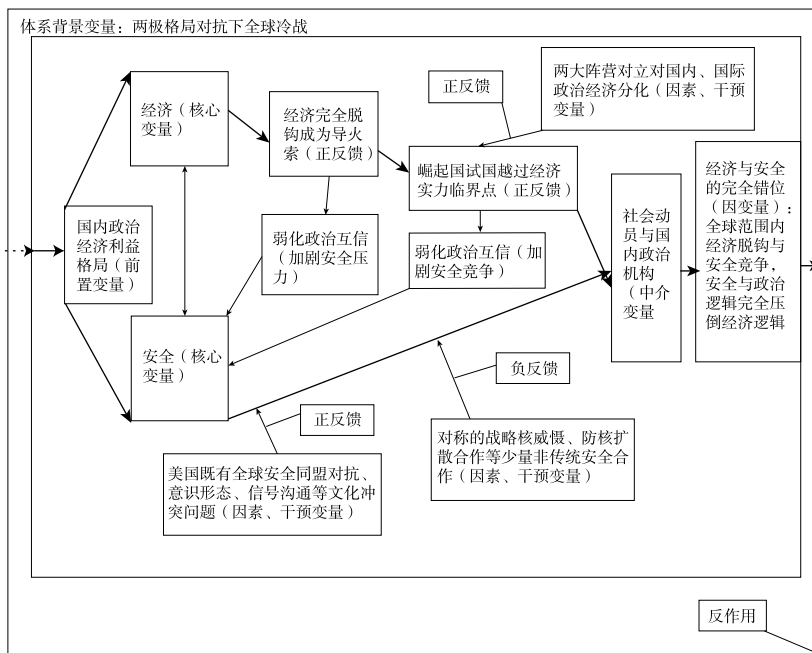 体系背景变量：两极格局对抗下全球冷战
经济（核心
变量）
经济完全脱
钩成为导火
索（正反馈）
正反馈
两大阵营对立对国内、国际
政治经济分化（因素、干预
变量）
崛起国试国越过经济
实力临界点（正反馈）
国内政治
经济利益
格局（前
置变量）
弱化政治互信
（加剧安全压
力）
弱化政治互信（加
剧安全竞争）
社会动
员与国
内政治
机构
（中介
变量
经济与安全
的完全错位
（因变量）：
全球范围内
经济脱钩与
安全竞争，
安全与政治
逻辑完全压
倒经济逻辑
安全（核心
变量）
负反馈
正反馈
对称的战略核威慑、防核扩
散合作等少量非传统安全合
作（因素、干预变量）
美国既有全球安全同盟对抗、
意识形态、信号沟通等文化冲
突问题（因素、干预变量）
反作用